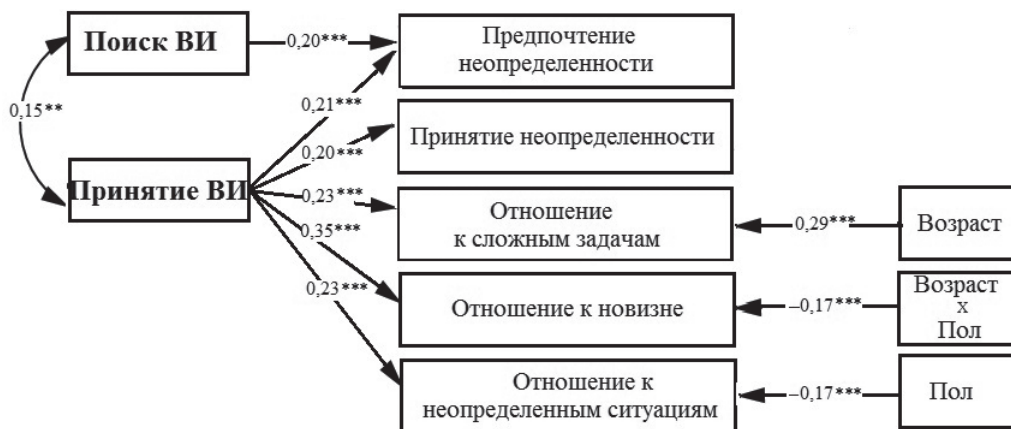 Поиск ВИ
0,20***
Предпочтение
неопределенности
0,15**
0,21***
Принятие неопределенности
0,20***
Принятие ВИ
0,23***
Отношение
к сложным задачам
0,29***
Возраст
0,35***
Отношение к новизне
–0,17***
Возраст
х
Пол
0,23***
Отношение к
неопределенным ситуациям
–0,17***
Пол